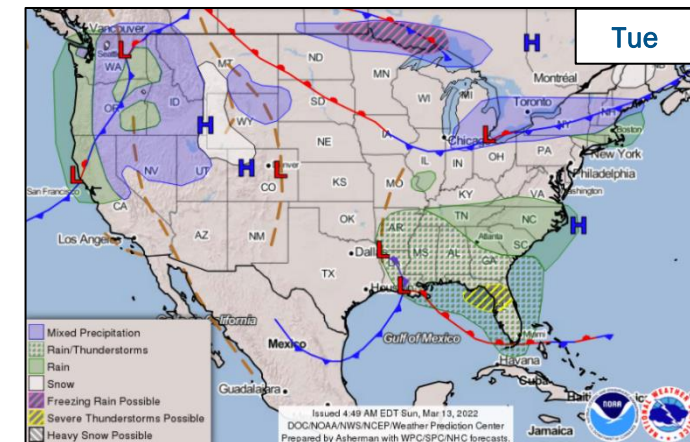 Tue
Vancouver
Seattle
WA
MT
ND
MN
Montréal
OR
ID
SD
WI
MI
Toronto
WY
NH
NY
Boston
IA
Chicago
NE
IL
IN
OH
PA
New York
Philadelphia
NV
UT
Denver
CO
KS
MO
KY
VA
Washington
San Francisco
CA
TN
NC
OK
AR
Atlanta
SC
Los Angeles
AZ
NM
Dallas
MS
AL
GA
TX
LA
Houston
FL
Miami
California
Mexico
Gulf of Mexico
Havana
Cuba
Guadalajara
Jamaica
H
H
H
H
H
L
L
L
L
L
L
Mixed Precipitation
Rain/Thunderstorms
Rain
Snow
Freezing Rain Possible
Severe Thunderstorms Possible
Heavy Snow Possible
Issued 4:49 AM EDT Sun, Mar 13, 2022
DOC/NOAA/NWS/NCEP/Weather Prediction Center
Prepared by Asherman with WPC/SPC/NHC forecasts.
NOAA